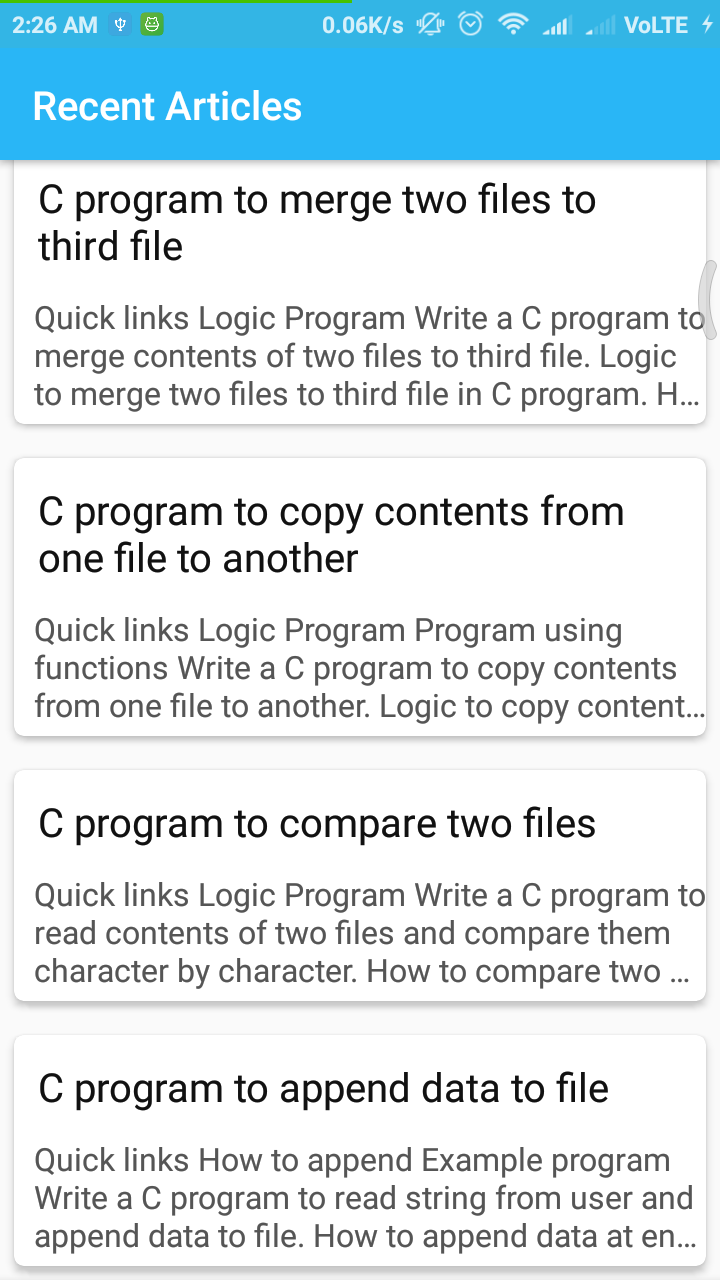 2:26 AM 0.06K/s VoLTE
Recent Articles
C program to merge two files to
third file
Quick links Logic Program Write a C program to
merge contents of two files to third file. Logic
to merge two files to third file in C program. H...
C program to copy contents from
one file to another
Quick links Logic Program Program using
functions Write a C program to copy contents
from one file to another. Logic to copy content...
C program to compare two files
Quick links Logic Program Write a C program to
read contents of two files and compare them
character by character. How to compare two ...
C program to append data to file
Quick links How to append Example program
Write a C program to read string from user and
append data to file. How to append data at en...